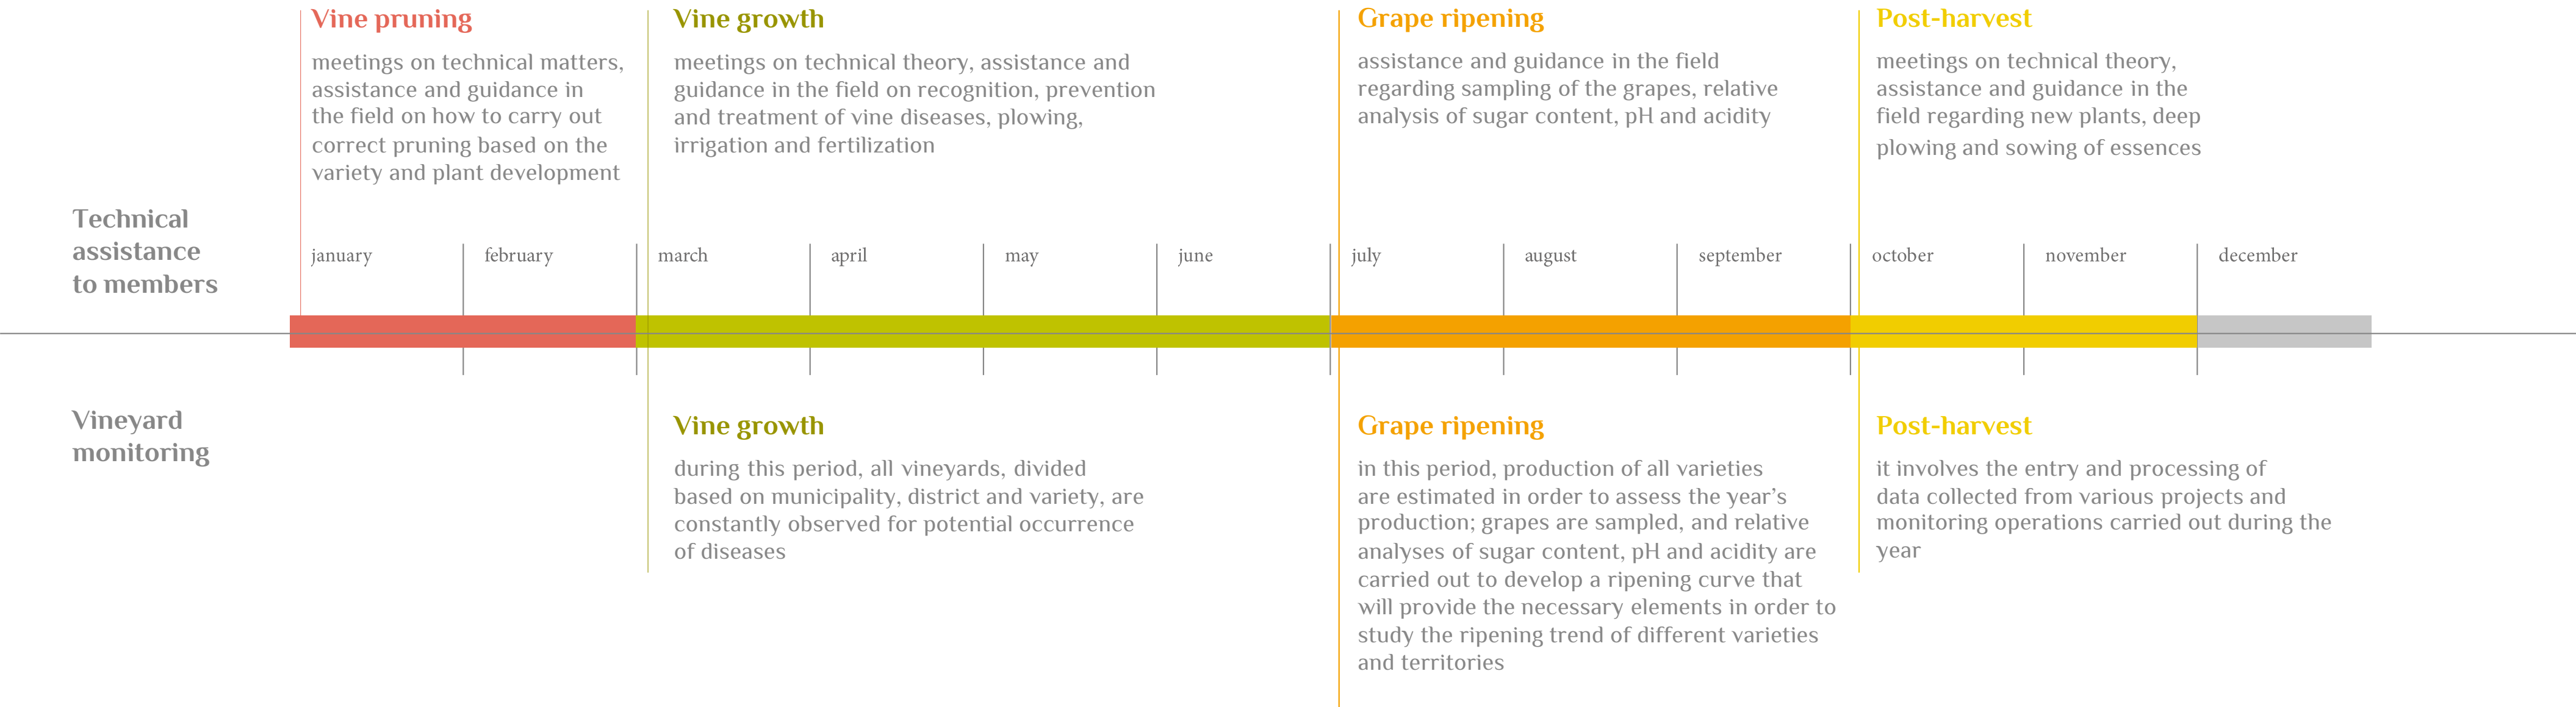 Vine pruning
meetings on technical matters,
assistance and guidance in
the field on how to carry out
correct pruning based on the
variety and plant development
Vine growth
meetings on technical theory, assistance and
guidance in the field on recognition, prevention
and treatment of vine diseases, plowing,
irrigation and fertilization
Grape ripening
assistance and guidance in the field
regarding sampling of the grapes, relative
analysis of sugar content, pH and acidity
Post-harvest
meetings on technical theory,
assistance and guidance in the
field regarding new plants, deep
plowing and sowing of essences
Technical
assistance
to members
january february march april may june july august september october november december
Vineyard
monitoring
Vine growth
during this period, all vineyards, divided
based on municipality, district and variety, are
constantly observed for potential occurrence
of diseases
Grape ripening
in this period, production of all varieties
are estimated in order to assess the year’s
production; grapes are sampled, and relative
analyses of sugar content, pH and acidity are
carried out to develop a ripening curve that
will provide the necessary elements in order to
study the ripening trend of different varieties
and territories
Post-harvest
it involves the entry and processing of
data collected from various projects and
monitoring operations carried out during the
year